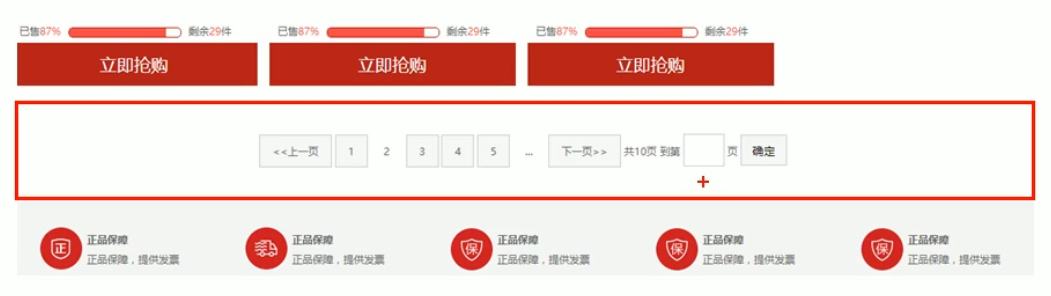 已售87% 剩余29件 已售87% 剩余29件 已售87% 剩余29件
立即抢购 立即抢购 立即抢购
<<上一页 1 2 3 4 5 ... 下一页>> 共10页 到第 页 确定
正 正品保障 正品保障 保 正品保障 保 正品保障 保 正品保障
正品保障，提供发票 正品保障，提供发票 正品保障，提供发票 正品保障，提供发票 正品保障，提供发票